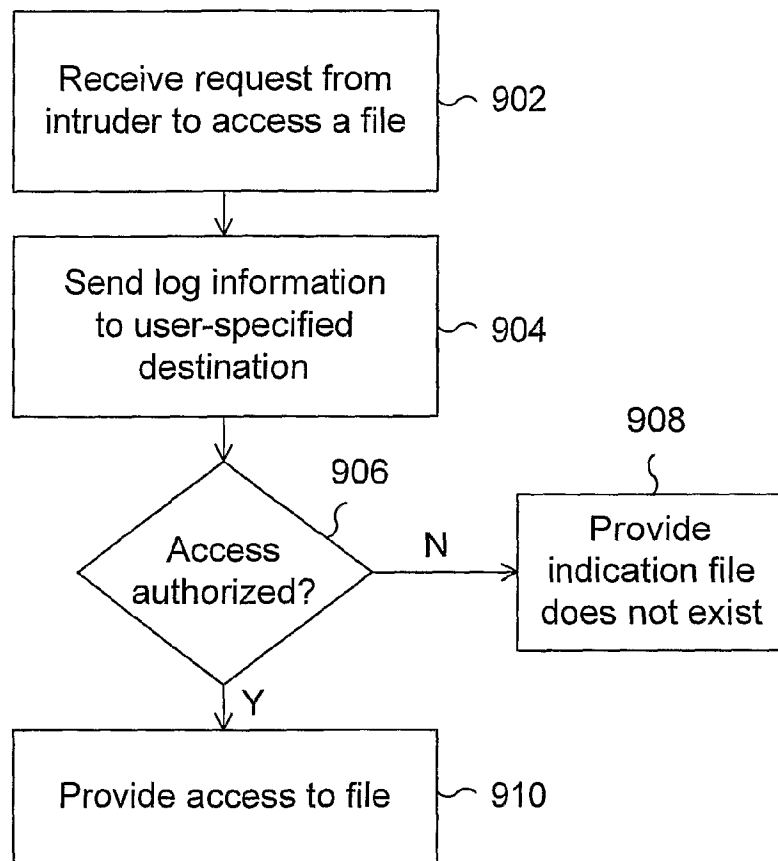 Receive request from
intruder to access a file
902
Send log information
to user-specified
destination
904
906
Access
authorized?
N
908
Provide
indication file
does not exist
Y
Provide access to file
910